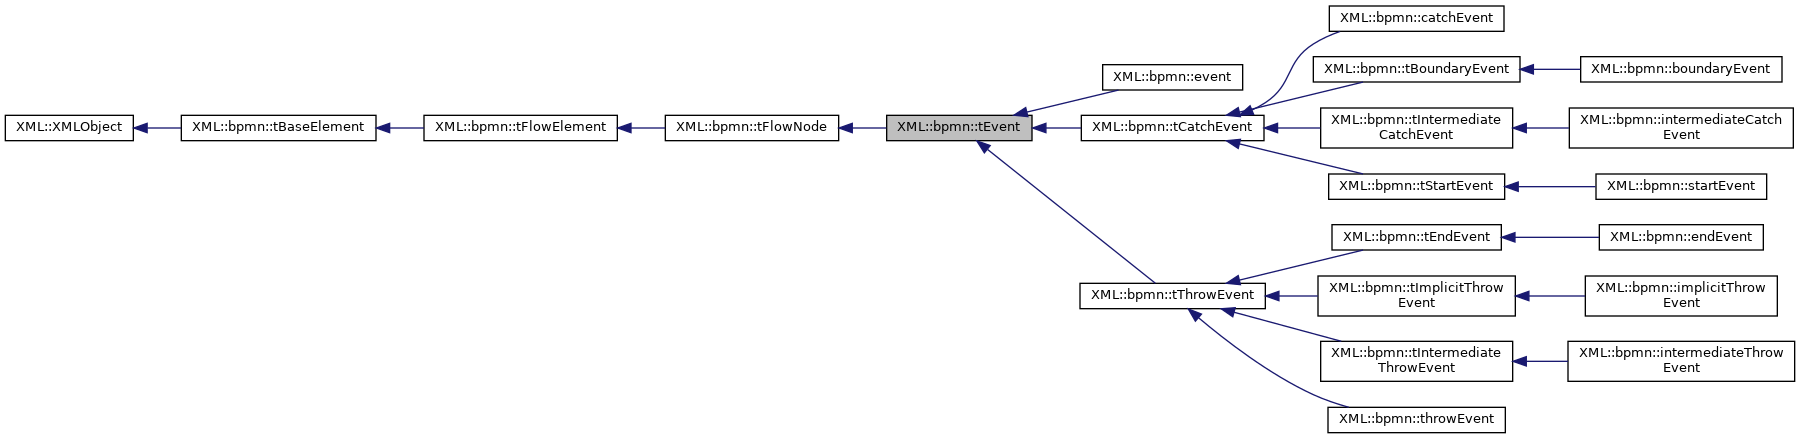 XML::bpmn::catchEvent
XML::bpmn::event
XML::bpmn::tBoundaryEvent
XML::bpmn::boundaryEvent
XML::XMLObject
XML::bpmn::tBaseElement
XML::bpmn::tFlowElement
XML::bpmn::tFlowNode
XML::bpmn::tEvent
XML::bpmn::tCatchEvent
XML::bpmn::tIntermediate
CatchEvent
XML::bpmn::intermediateCatch
Event
XML::bpmn::tStartEvent
XML::bpmn::startEvent
XML::bpmn::tEndEvent
XML::bpmn::endEvent
XML::bpmn::tThrowEvent
XML::bpmn::tImplicitThrow
Event
XML::bpmn::implicitThrow
Event
XML::bpmn::tIntermediate
ThrowEvent
XML::bpmn::intermediateThrow
Event
XML::bpmn::throwEvent